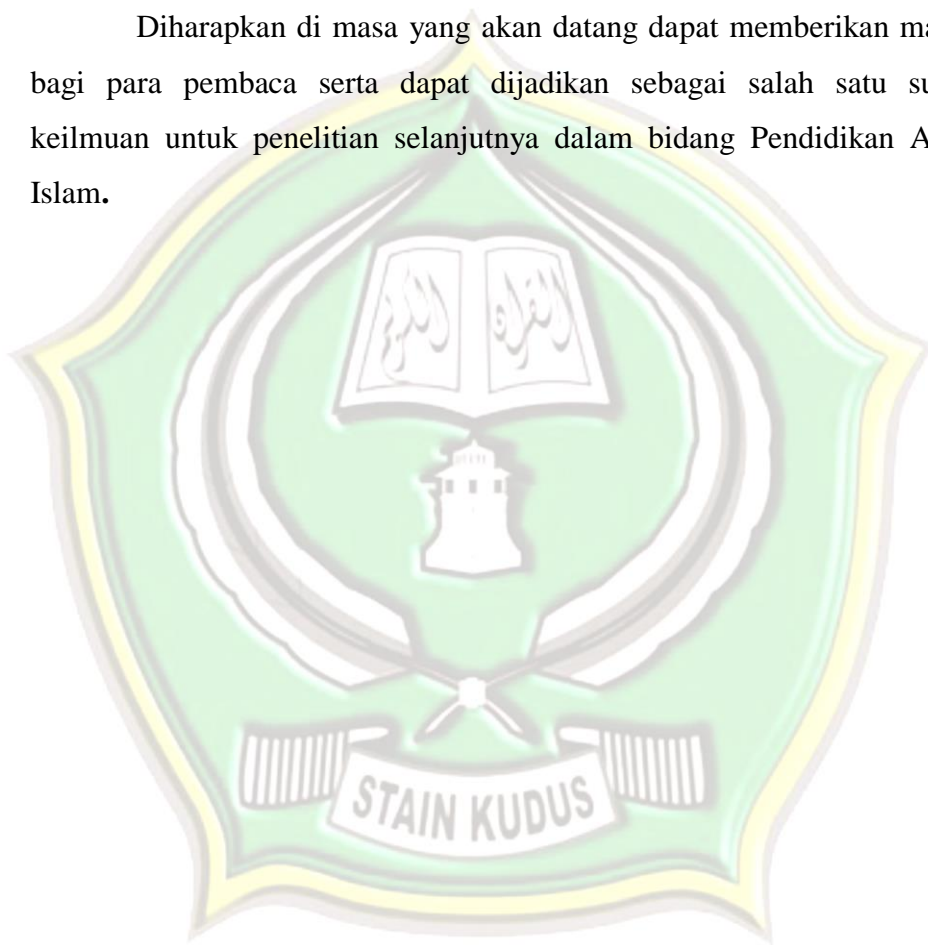 Diharapkan di masa yang akan datang dapat memberikan ma
bagi para pembaca serta dapat dijadikan sebagai salah satu su
keilmuan untuk penelitian selanjutnya dalam bidang Pendidikan A
Islam.
STAIN KUDUS